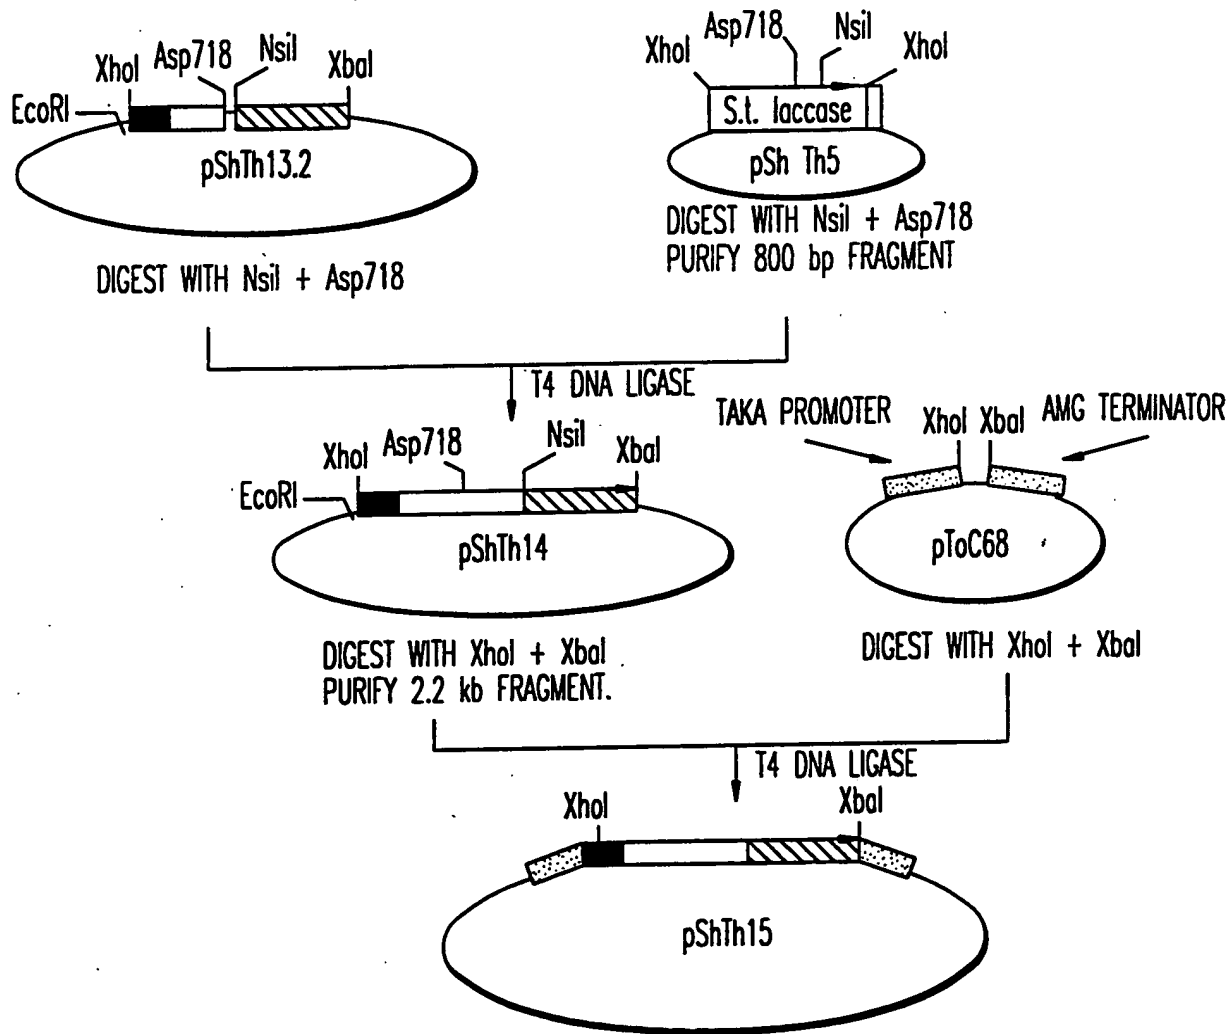 XhoI
Asp718
NsiI
XbaI
EcoRI
pShTh13.2
DIGEST WITH NsiI + Asp718
Asp718
NsiI
XhoI
XhoI
S.t. laccase
pSh Th5
DIGEST WITH NsiI + Asp718
PURIFY 800 bp FRAGMENT
T4 DNA LIGASE
XhoI
Asp718
NsiI
XbaI
EcoRI
pShTh14
DIGEST WITH XhoI + XbaI
PURIFY 2.2 kb FRAGMENT.
TAKA PROMOTER
XhoI XbaI
AMG TERMINATOR
pToC68
DIGEST WITH XhoI + XbaI
T4 DNA LIGASE
XhoI
XbaI
pShTh15